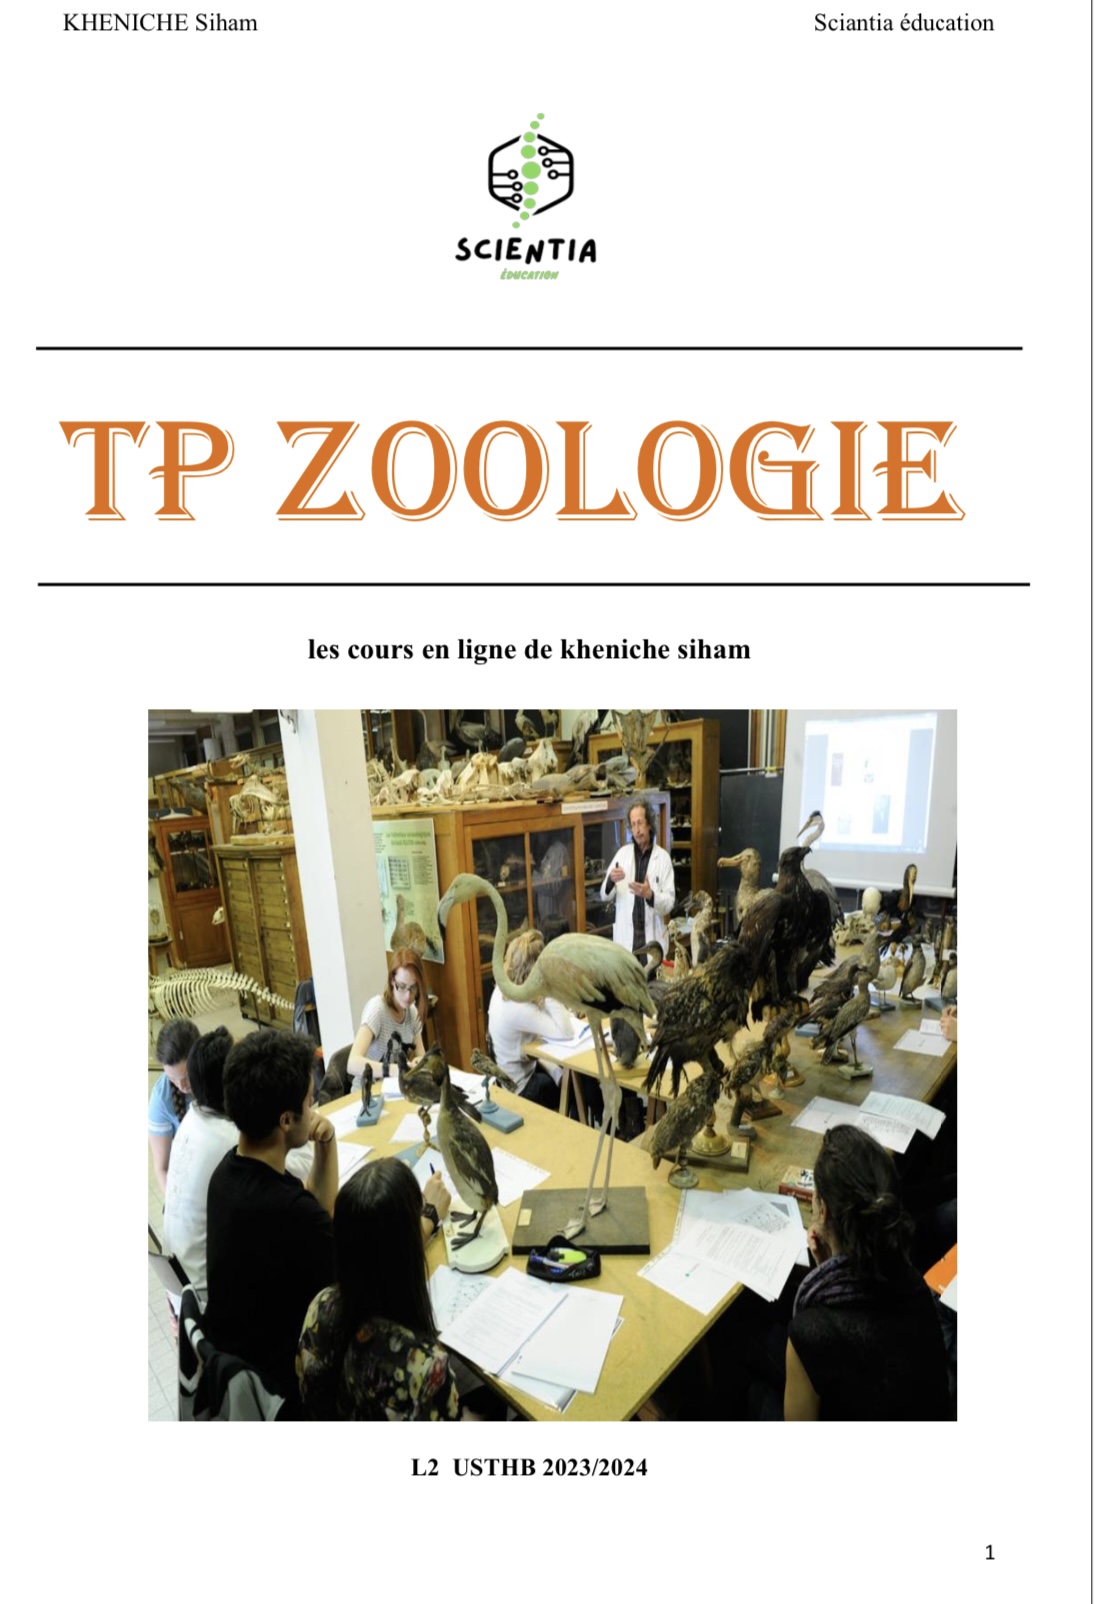 KHENICHE Siham Sciantia éducation
SCIENTIA
ÉDUCATION
TP ZOOLOGIE
les cours en ligne de kheniche siham
L2 USTHB 2023/2024
1